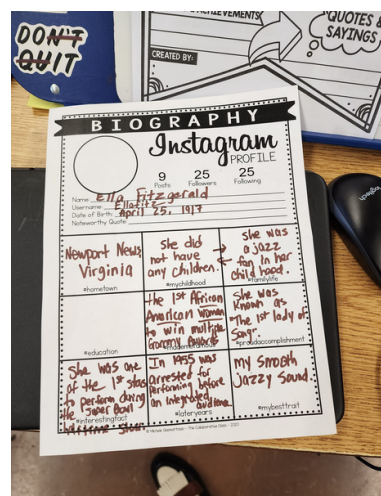 DON'T
QUIT
ACHIEVEMENTS
QUOTES &
SAYINGS
CREATED BY:
BIOGRAPHY
Instagram
PROFILE
9 25 25
Posts Followers Following
Name Ella Fitzgerald
Username Ellafitz
Date of Birth April 25, 1917
Noteworthy Quote
Newport News,
Virginia
#hometown
She did
not have
any children.
#mychildhood
She was
a jazz
fan in her
child hood.
#familylife
#education
the 1st African
American woman
to win multiple
Grammy Awards
She was
Known as
"The 1st lady of
Song".
#proudaccomplishment
She was one
of the 1st stars
to perform during
the Super Bowl
halftime show
#interestingfact
In 1955 was
arrested for
Performing before
an integrated
audience
#lateryears
My smooth
Jazzy Sound.
#mybesttrait
logitech